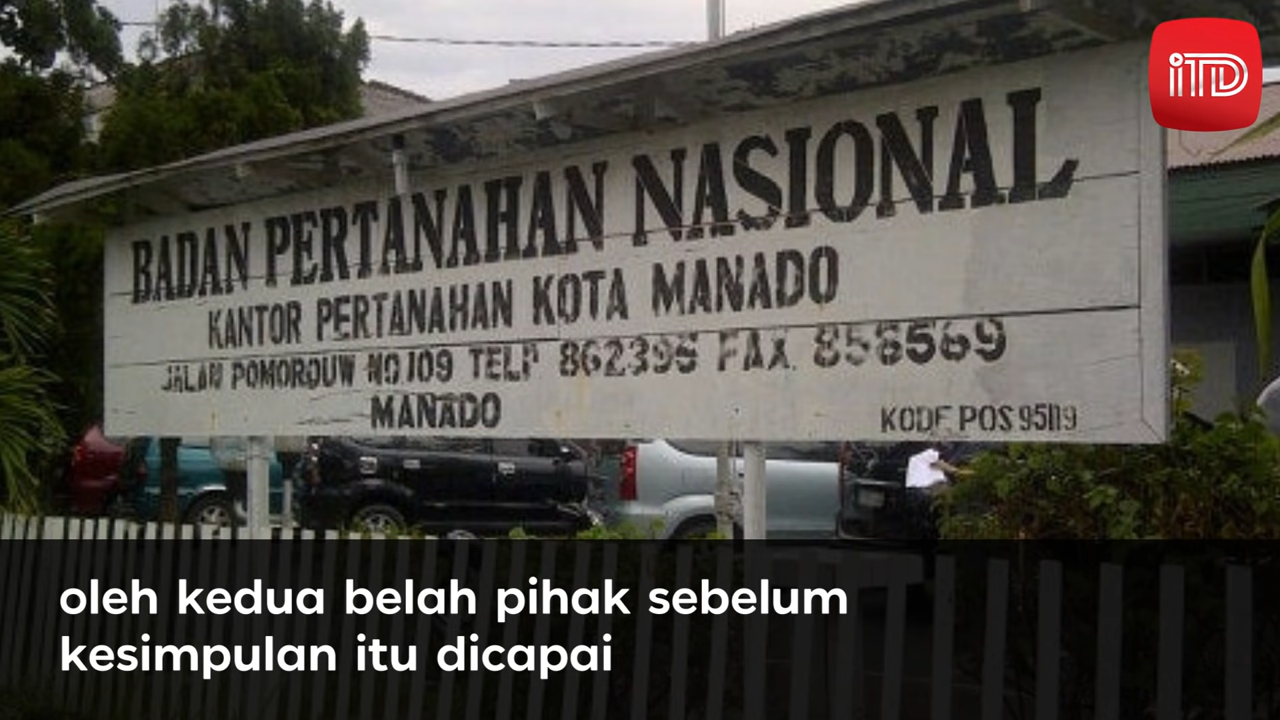 iTD
BADAN PERTANAHAN NASIONAL
KANTOR PERTANAHAN KOTA MANADO
JALAN POMOROUW NO.109 TELP 862395 FAX. 858569
MANADO
KODE POS 95119
oleh kedua belah pihak sebelum
kesimpulan itu dicapai